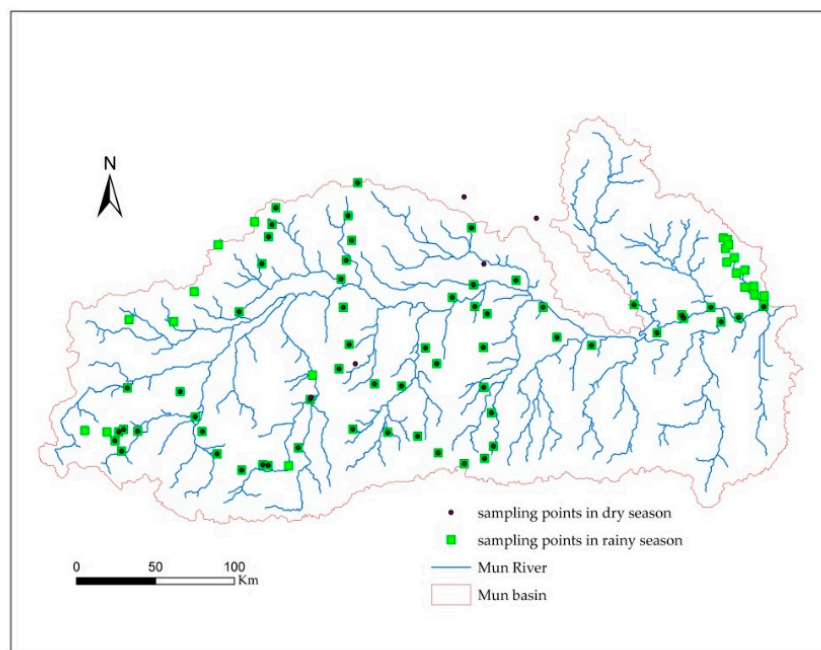 N
sampling points in dry season
sampling points in rainy season
Mun River
Mun basin
0 50 100
Km